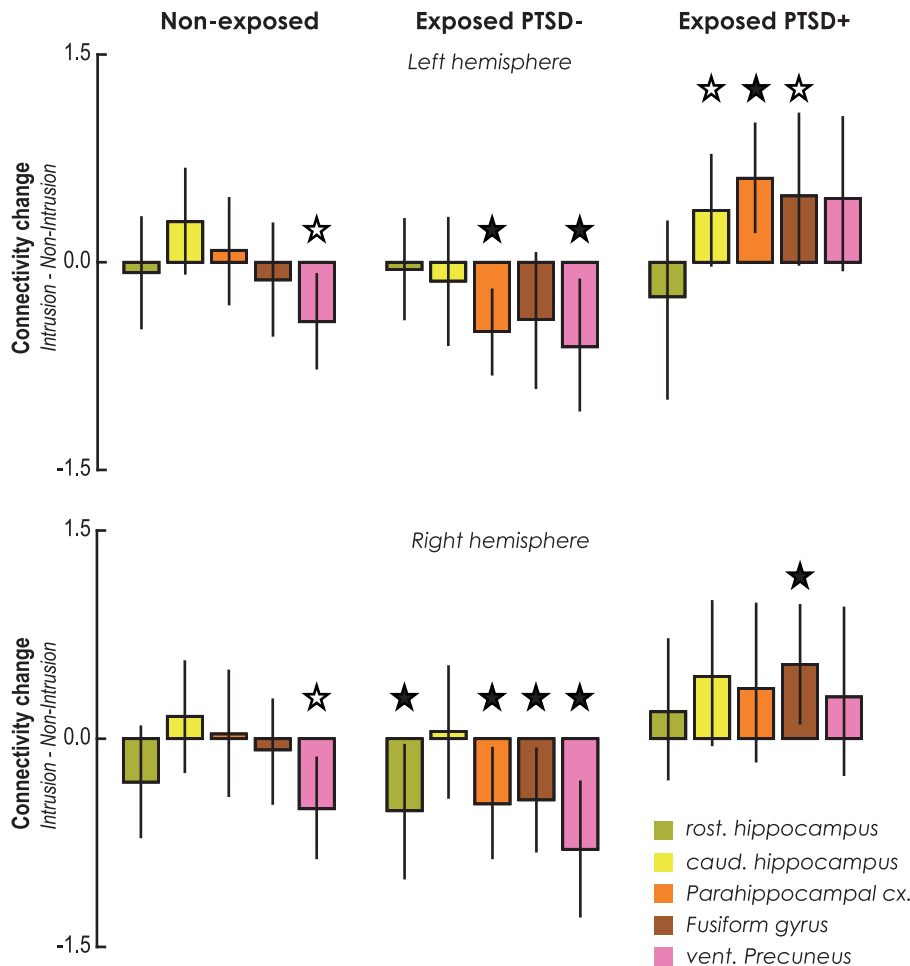 Non-exposed
Exposed PTSD-
Exposed PTSD+
Left hemisphere
1.5
0.0
-1.5
Connectivity change
Intrusion - Non-Intrusion
Right hemisphere
1.5
0.0
-1.5
Connectivity change
Intrusion - Non-Intrusion
rost. hippocampus
caud. hippocampus
Parahippocampal cx.
Fusiform gyrus
vent. Precuneus